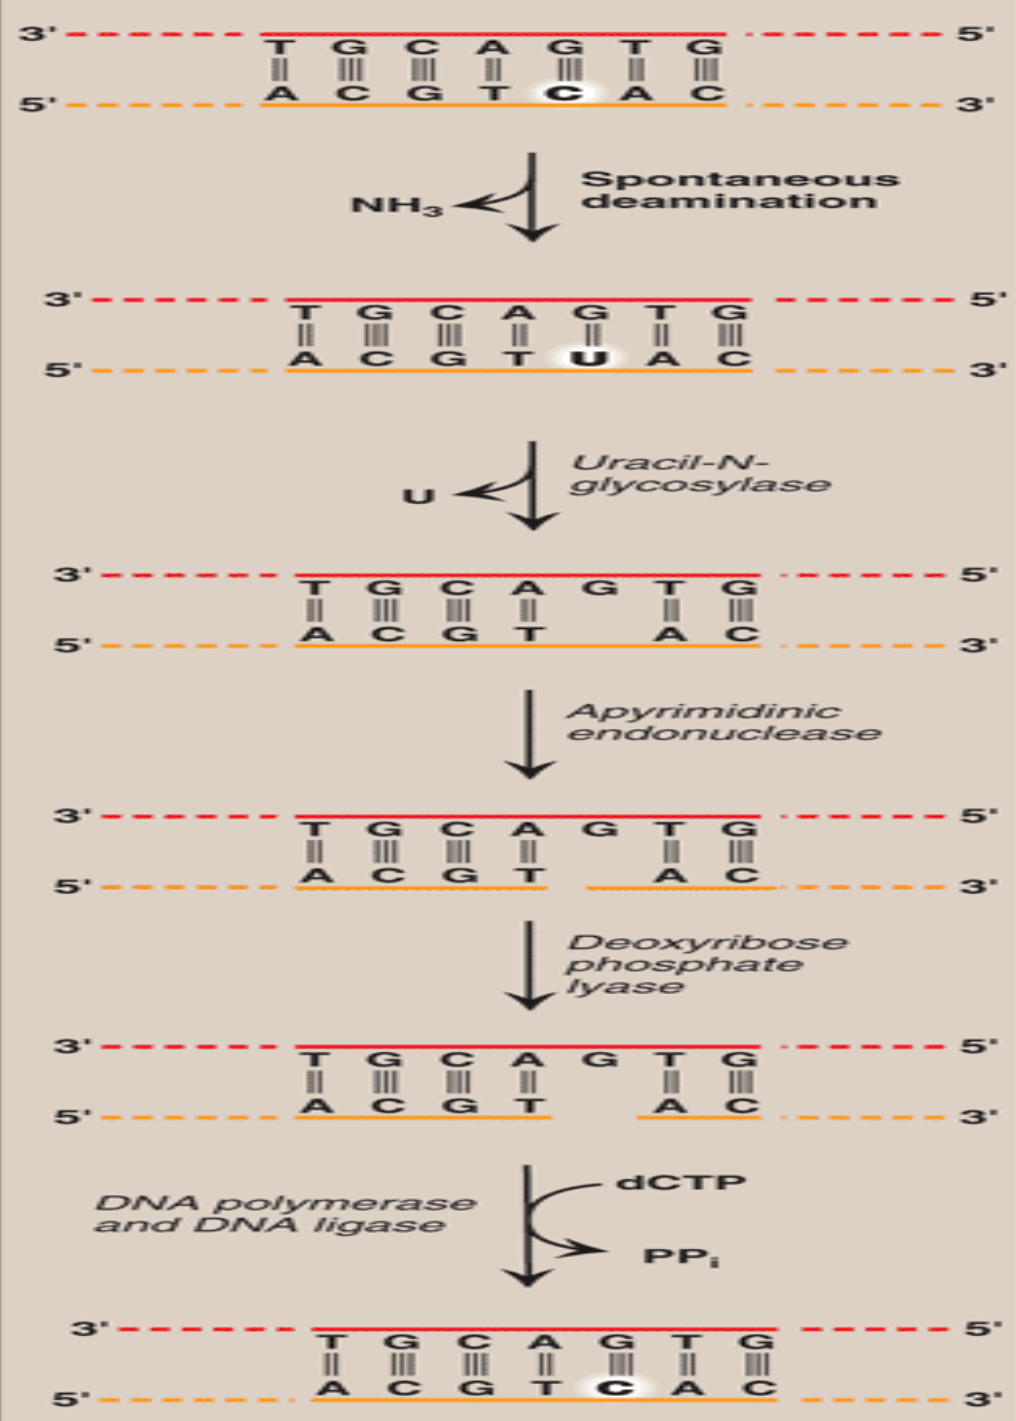 3' 5'
T G C A G T G
A C G T C A C
5' 3'
Spontaneous
NH₃ deamination
3' 5'
T G C A G T G
A C G T U A C
5' 3'
Uracil-N-
U glycosylase
3' 5'
T G C A G T G
A C G T A C
5' 3'
Apyrimidinic
endonuclease
3' 5'
T G C A G T G
A C G T A C
5' 3'
Deoxyribose
phosphate
lyase
3' 5'
T G C A G T G
A C G T A C
5' 3'
dCTP
DNA polymerase
and DNA ligase
PPᵢ
3' 5'
T G C A G T G
A C G T C A C
5' 3'